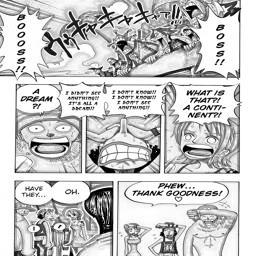 BOSS!!
BOOOSS!!
WHAT IS
THAT?!
A CONTI-
NENT?!
I DON'T KNOW!!
I DON'T KNOW!!
I DON'T SEE
ANYTHING!!
I DIDN'T SEE
ANYTHING!!
IT'S ALL A
DREAM!!
A
DREAM
?!
PHEW...
THANK GOODNESS!
OH.
HAVE
THEY...